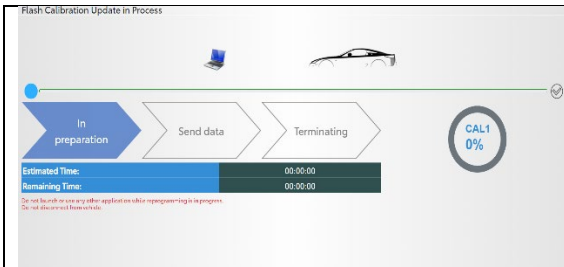 Flash Calibration Update in Process
In
preparation
Send data
Terminating
CAL1
0%
Estimated Time:
00:00:00
Remaining Time:
00:00:00
Do not launch or use any other application while reprogramming is in progress.
Do not disconnect from vehicle.